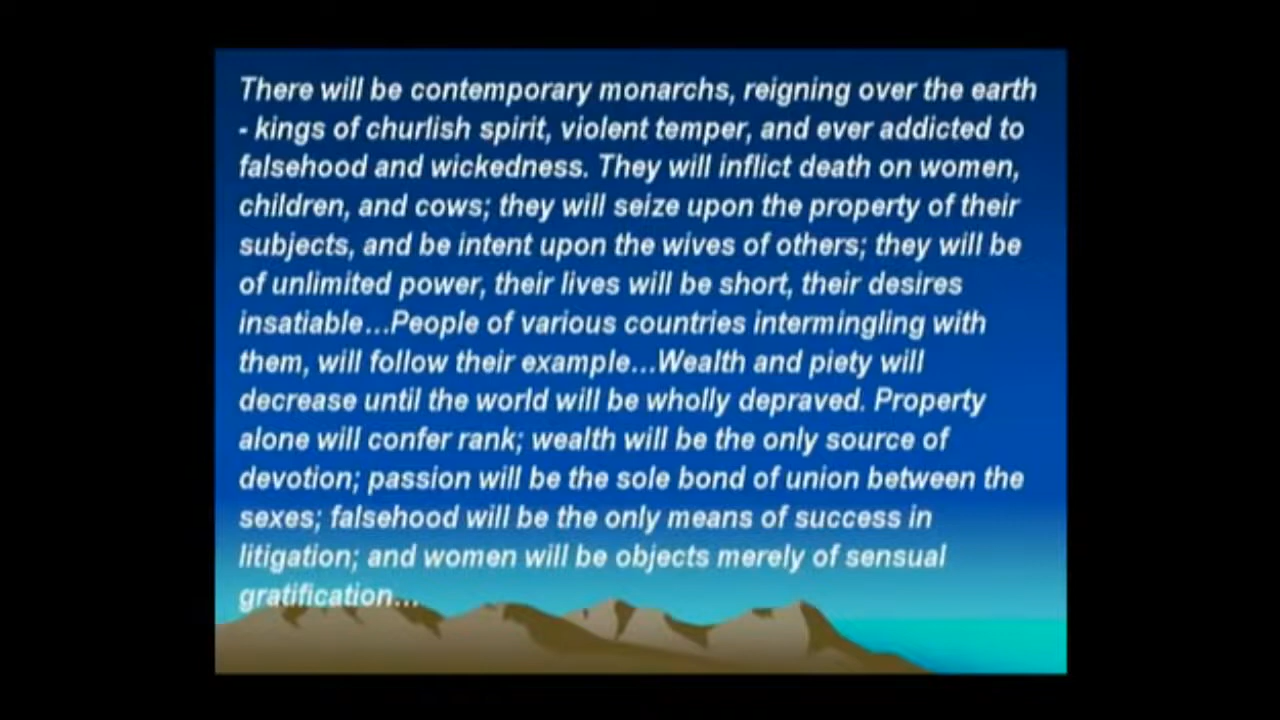 There will be contemporary monarchs, reigning over the earth
- kings of churlish spirit, violent temper, and ever addicted to
falsehood and wickedness. They will inflict death on women,
children, and cows; they will seize upon the property of their
subjects, and be intent upon the wives of others; they will be
of unlimited power, their lives will be short, their desires
insatiable…People of various countries intermingling with
them, will follow their example…Wealth and piety will
decrease until the world will be wholly depraved. Property
alone will confer rank; wealth will be the only source of
devotion; passion will be the sole bond of union between the
sexes; falsehood will be the only means of success in
litigation; and women will be objects merely of sensual
gratification…